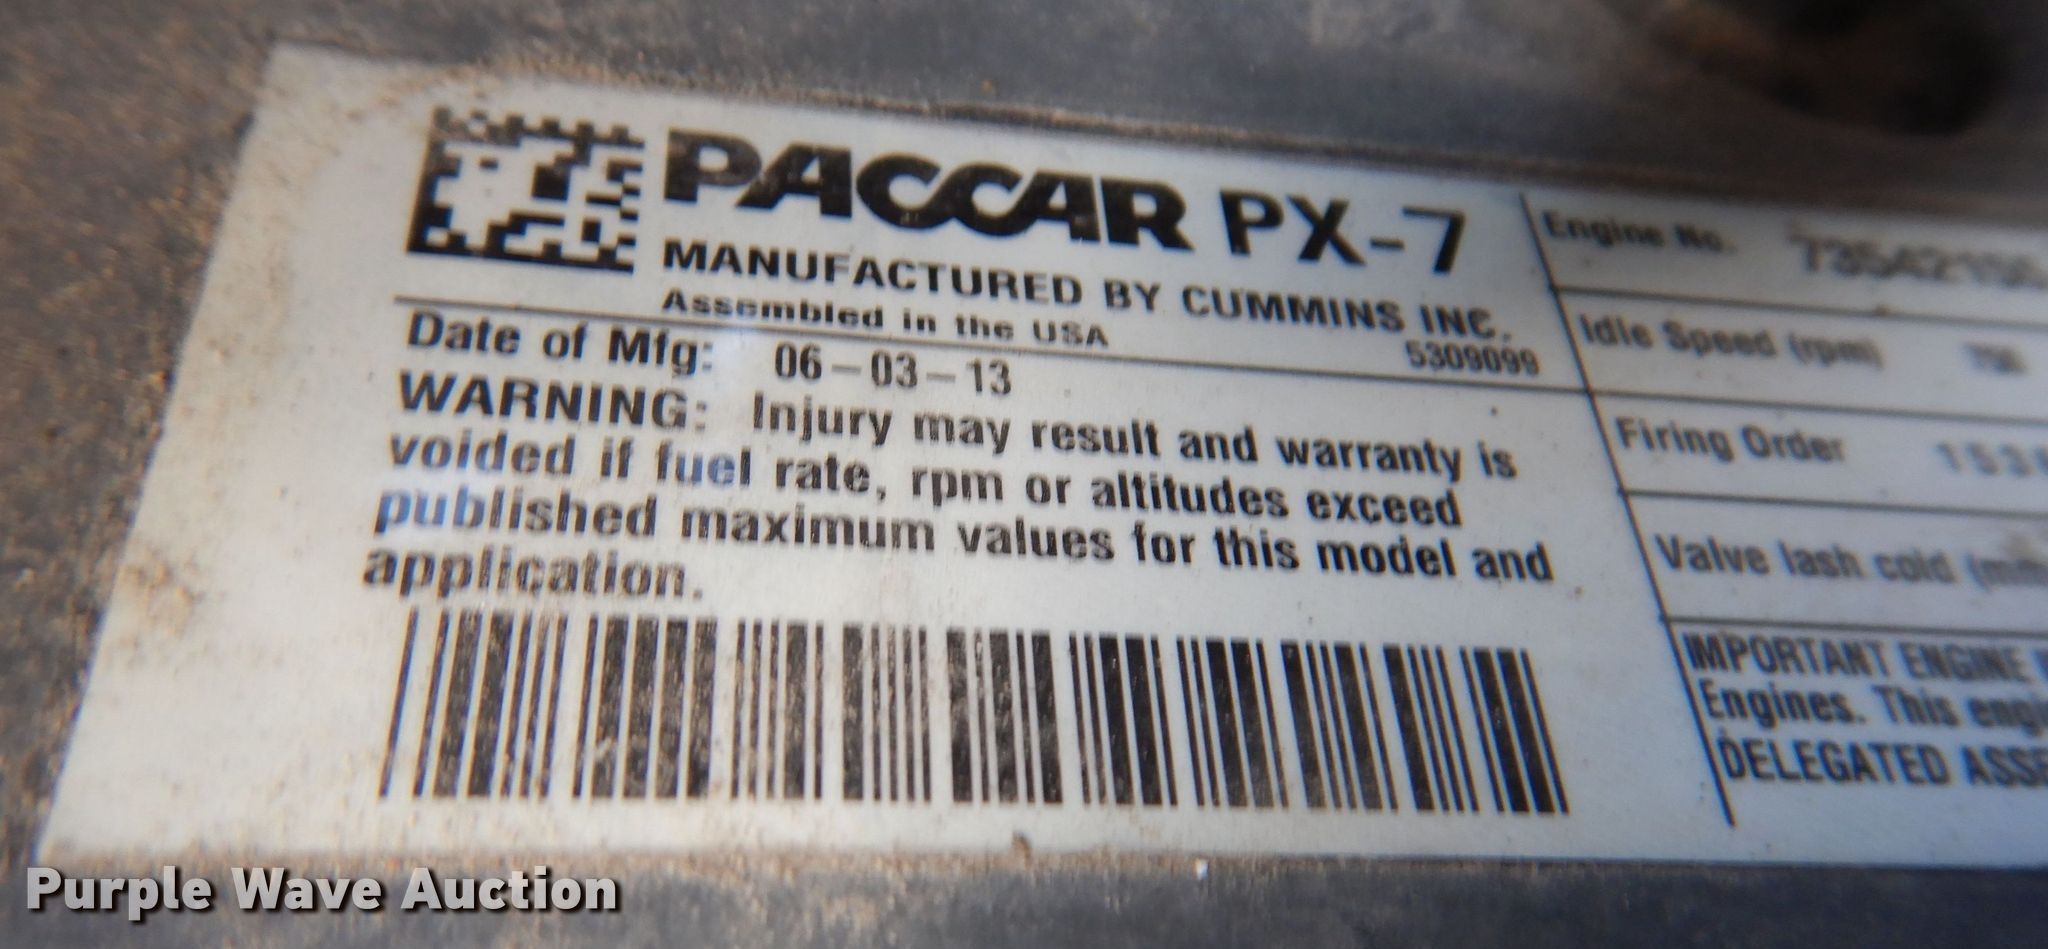 PACCAR PX-7
MANUFACTURED BY CUMMINS INC.
Assembled in the USA
5309099
Date of Mfg: 06-03-13
WARNING: Injury may result and warranty is
voided if fuel rate, rpm or altitudes exceed
published maximum values for this model and
application.
Engine No.
Idle Speed (rpm)
Firing Order
Valve lash cold
IMPORTANT ENGINE
Engines. This
DELEGATED
Purple Wave Auction